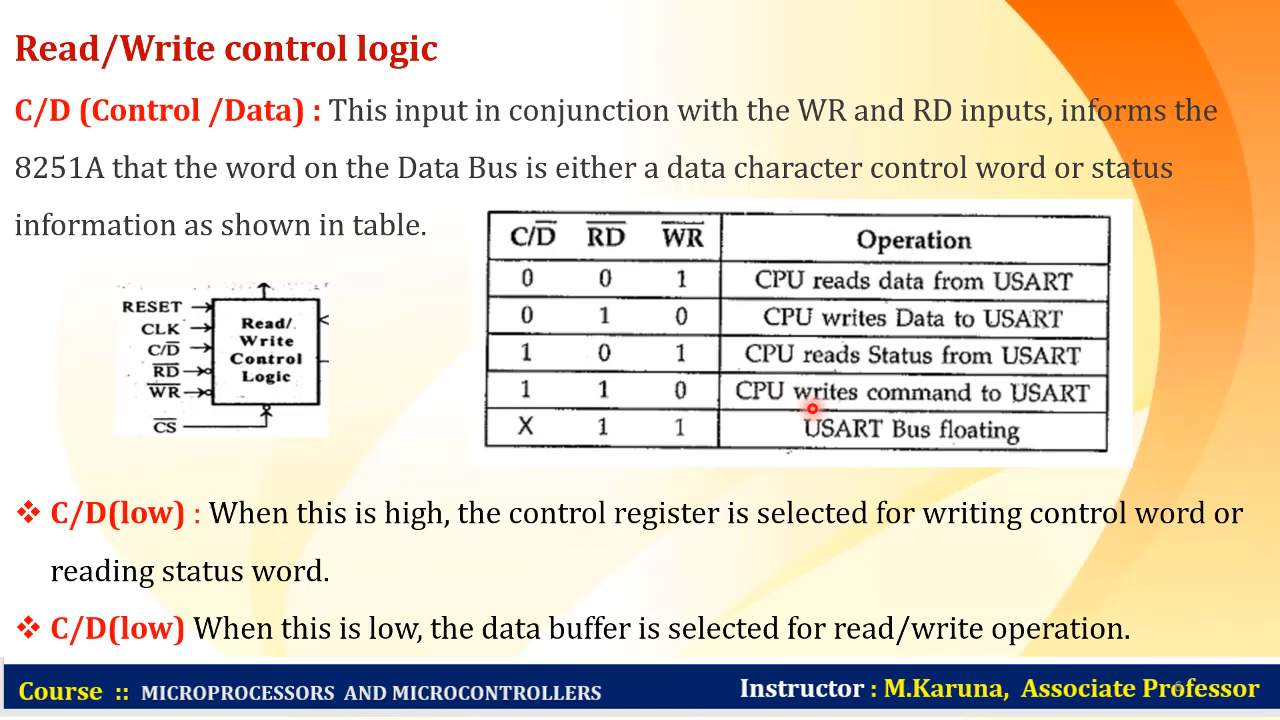 Read/Write control logic
C/D (Control /Data) : This input in conjunction with the WR and RD inputs, informs the
8251A that the word on the Data Bus is either a data character control word or status
information as shown in table.
C/D̅ R̅D̅ W̅R̅ Operation
0 0 1 CPU reads data from USART
0 1 0 CPU writes Data to USART
1 0 1 CPU reads Status from USART
1 1 0 CPU writes command to USART
X 1 1 USART Bus floating
RESET
CLK
C/D̅
R̅D̅
W̅R̅
C̅S̅
Read/
Write
Control
Logic
❖ C/D(low) : When this is high, the control register is selected for writing control word or
reading status word.
❖ C/D(low) When this is low, the data buffer is selected for read/write operation.
Course :: MICROPROCESSORS AND MICROCONTROLLERS
Instructor : M.Karuna, Associate Professor
6